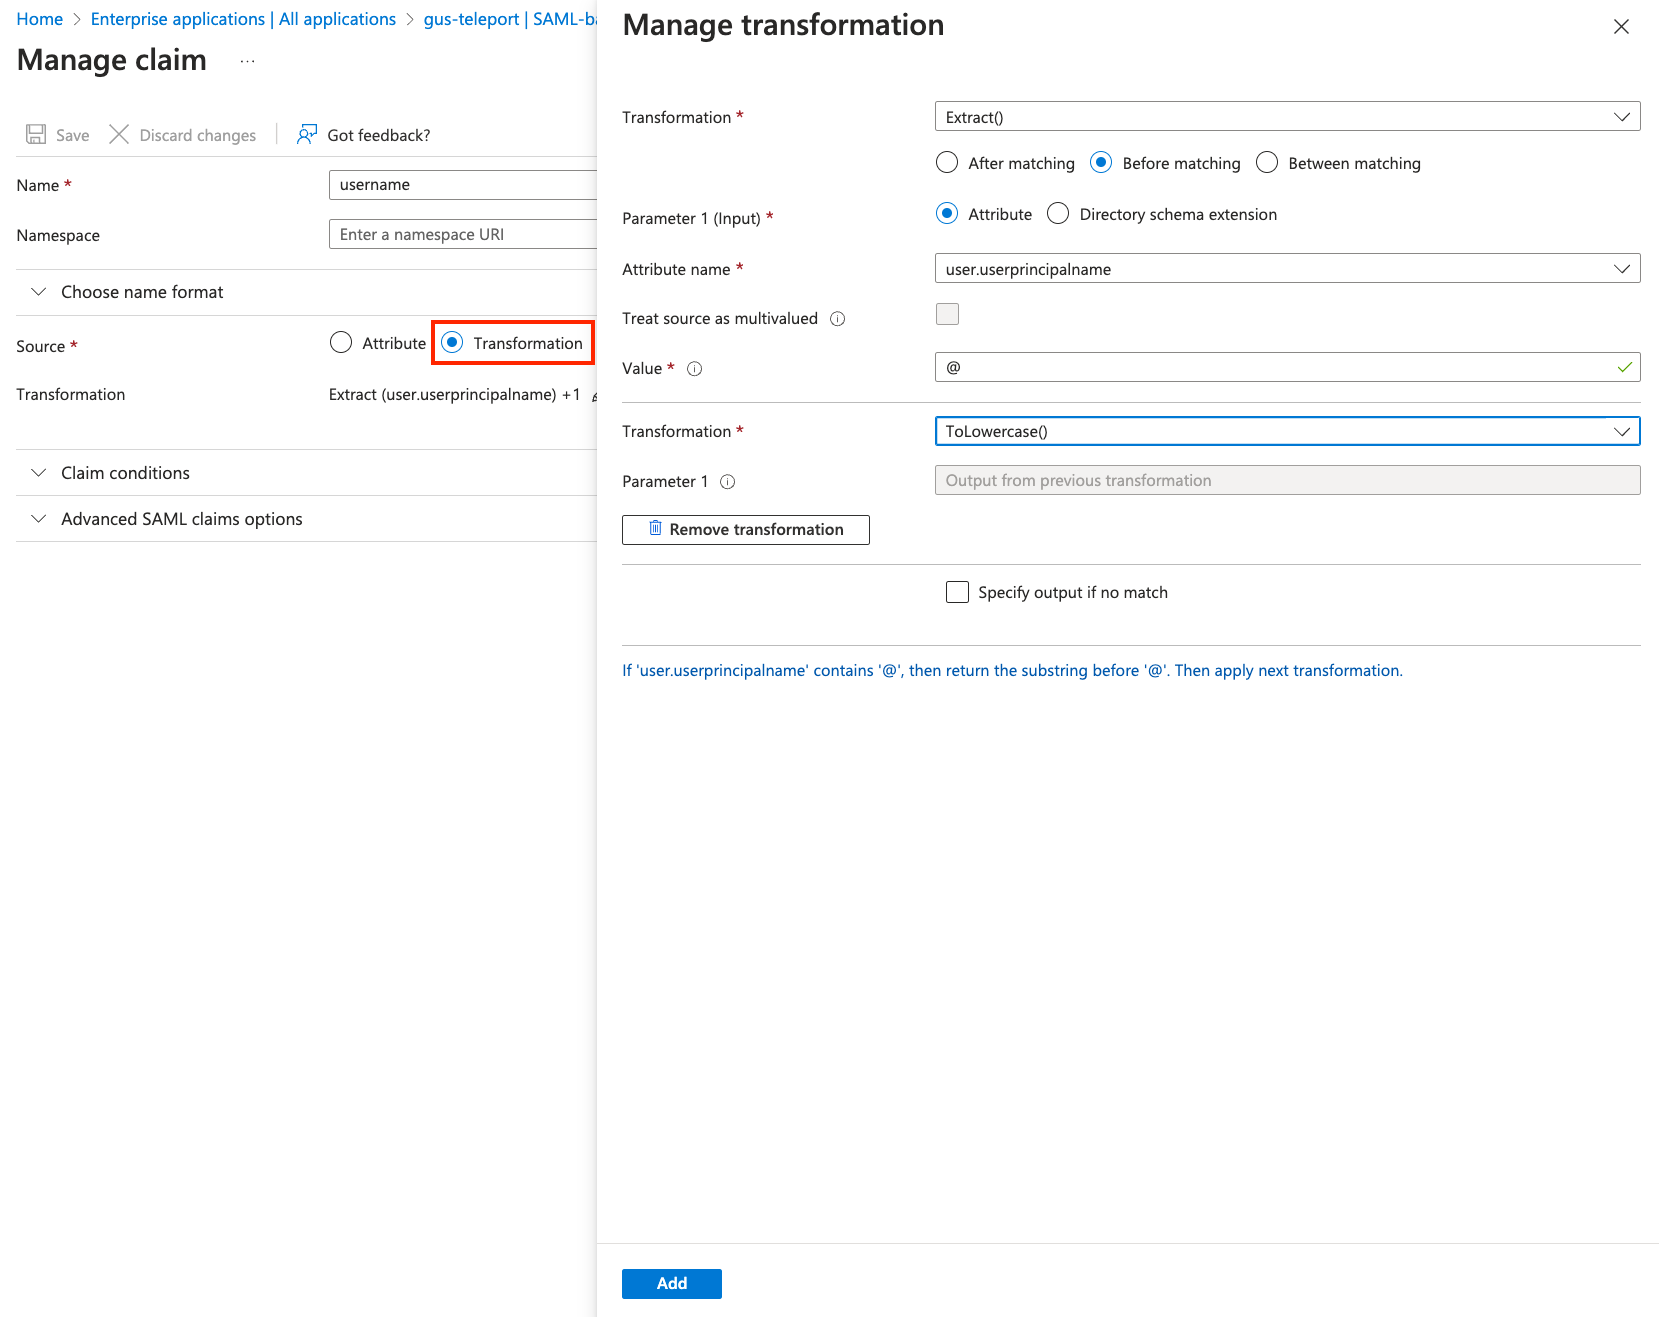 Home > Enterprise applications | All applications > gus-teleport | SAML-ba
Manage claim ...
Save Discard changes Got feedback?
Name *
username
Namespace
Enter a namespace URI
Choose name format
Source *
Attribute Transformation
Transformation
Extract (user.userprincipalname) +1
Claim conditions
Advanced SAML claims options
Manage transformation
Transformation *
Extract()
After matching Before matching Between matching
Parameter 1 (Input) *
Attribute Directory schema extension
Attribute name *
user.userprincipalname
Treat source as multivalued
Value *
@
Transformation *
ToLowercase()
Parameter 1
Output from previous transformation
Remove transformation
Specify output if no match
If 'user.userprincipalname' contains '@', then return the substring before '@'. Then apply next transformation.
Add